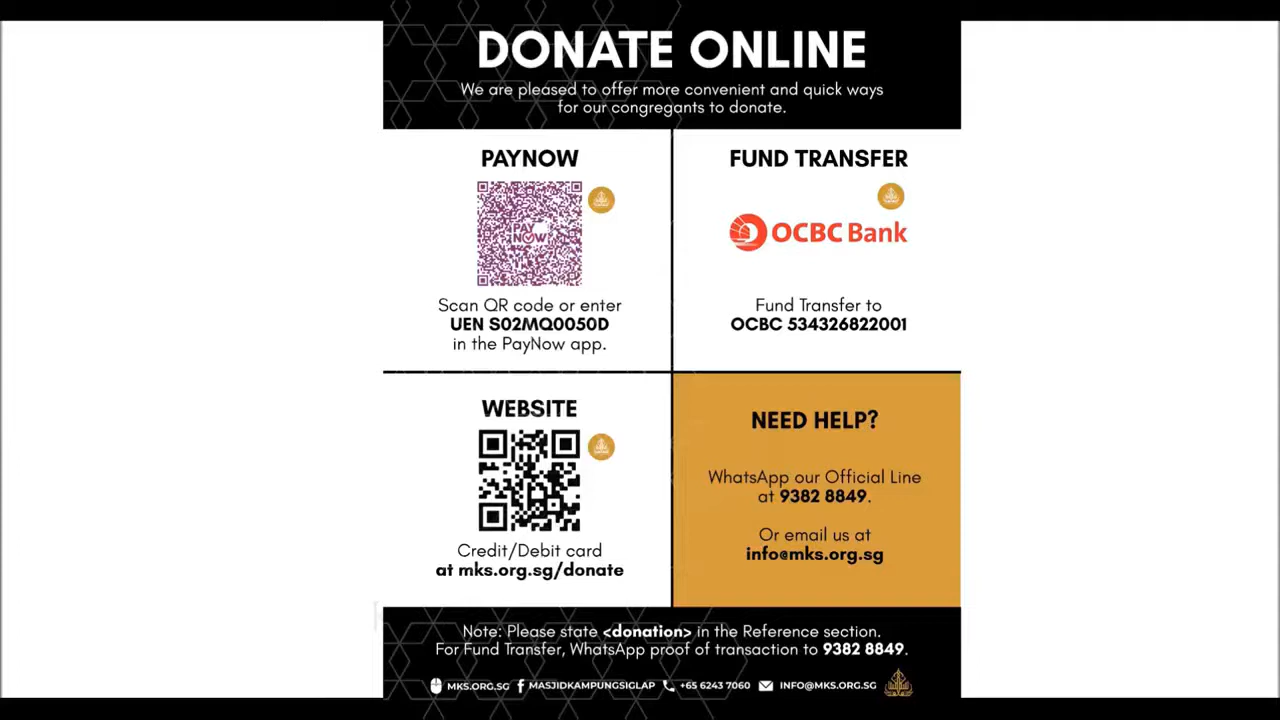 DONATE ONLINE
We are pleased to offer more convenient and quick ways
for our congregants to donate.
PAYNOW
PAY
NOW
Scan QR code or enter
UEN S02MQ0050D
in the PayNow app.
FUND TRANSFER
OCBC Bank
Fund Transfer to
OCBC 534326822001
WEBSITE
Credit/Debit card
at mks.org.sg/donate
NEED HELP?
WhatsApp our Official Line
at 9382 8849.
Or email us at
info@mks.org.sg
Note: Please state <donation> in the Reference section.
For Fund Transfer, WhatsApp proof of transaction to 9382 8849.
MKS.ORG.SG MASJIDKAMPUNGSIGLAP +65 6243 7060 INFO@MKS.ORG.SG